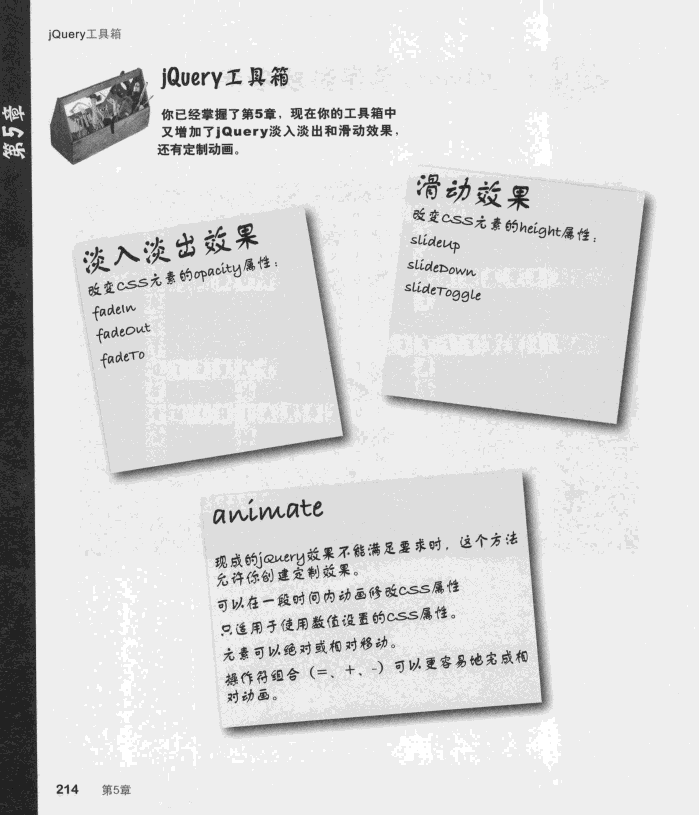 jQuery工具箱
第5章
jQuery工具箱
你已经掌握了第5章，现在你的工具箱中
又增加了jQuery淡入淡出和滑动效果，
还有定制动画。
淡入淡出效果
改变CSS元素的opacity属性：
fadeIn
fadeOut
fadeTo
滑动效果
改变CSS元素的height属性：
slideUp
slideDown
slideToggle
animate
现成的jQuery效果不能满足要求时，这个方法
允许你创建定制效果。
可以在一段时间内动画修改CSS属性
只适用于使用数值设置的CSS属性。
元素可以绝对或相对移动。
操作符组合（=、+、-）可以更容易地完成相
对动画。
214 第5章